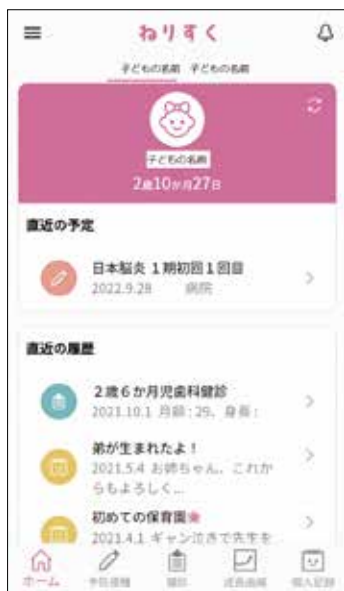 ねりすく
子どもの名前 子どもの名前
子どもの名前
2歳10か月27日
直近の予定
日本脳炎 1期初回1回目
2022.9.28 病院
直近の履歴
2歳6か月児歯科健診
2021.10.1 月齢:29、身長:
弟が生まれたよ！
2021.5.4 お姉ちゃん、これか
らもよろしく...
初めての保育園🌸
2021.4.1 ギャン泣きで先生を
ホーム 予防接種 健診 成長曲線 個人記録